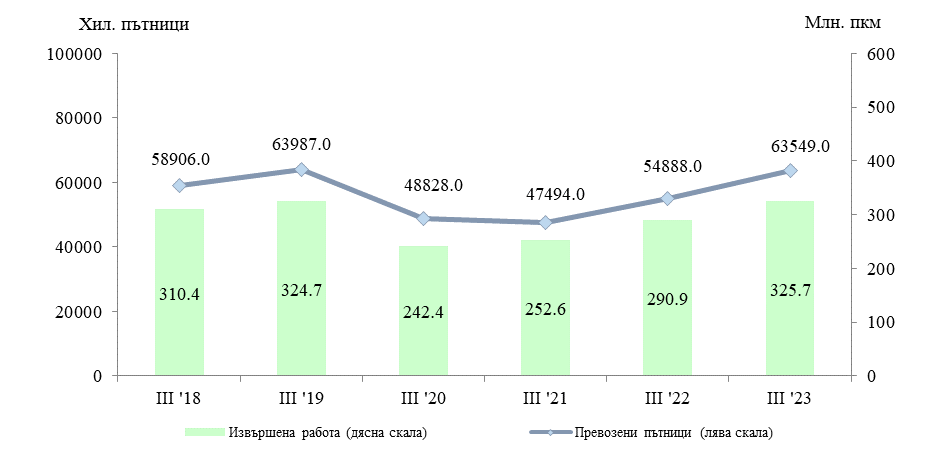 Хил. пътници
Млн. пкм
100000
80000
60000
40000
20000
0
600
500
400
300
200
100
0
58906.0
63987.0
48828.0
47494.0
54888.0
63549.0
310.4
324.7
242.4
252.6
290.9
325.7
III '18
III '19
III '20
III '21
III '22
III '23
Извършена работа (дясна скала)
Превозени пътници (лява скала)